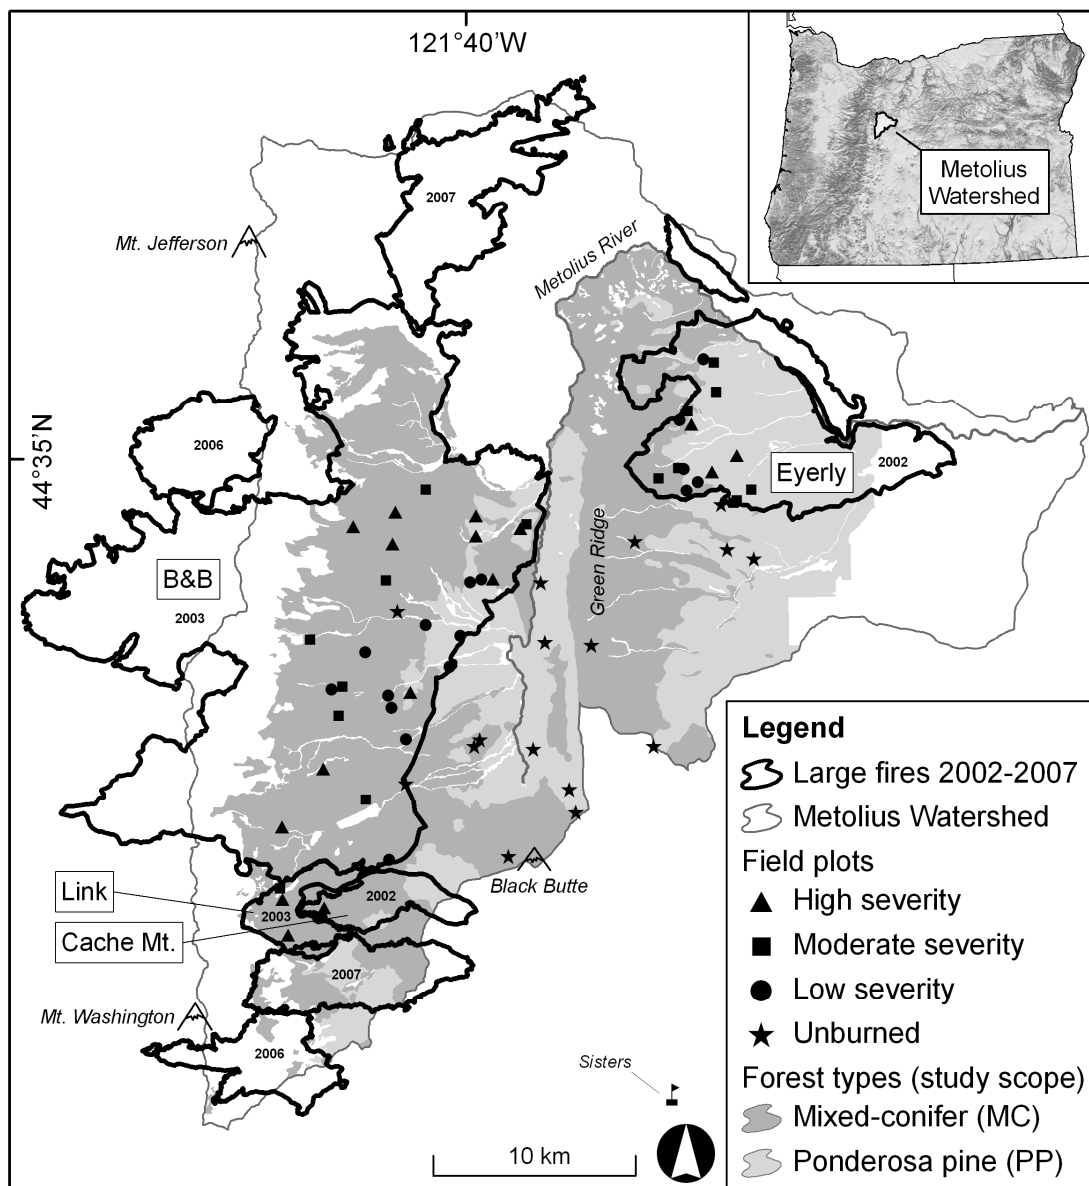 121°40'W
Metolius
Watershed
2007
Mt. Jefferson
Metolius River
44°35'N
2006
Eyerly
2002
Green Ridge
B&B
2003
Legend
Large fires 2002-2007
Metolius Watershed
Field plots
High severity
Moderate severity
Low severity
Unburned
Forest types (study scope)
Mixed-conifer (MC)
Ponderosa pine (PP)
Black Butte
Link
2002
2003
Cache Mt.
2007
Mt. Washington
2006
Sisters
10 km